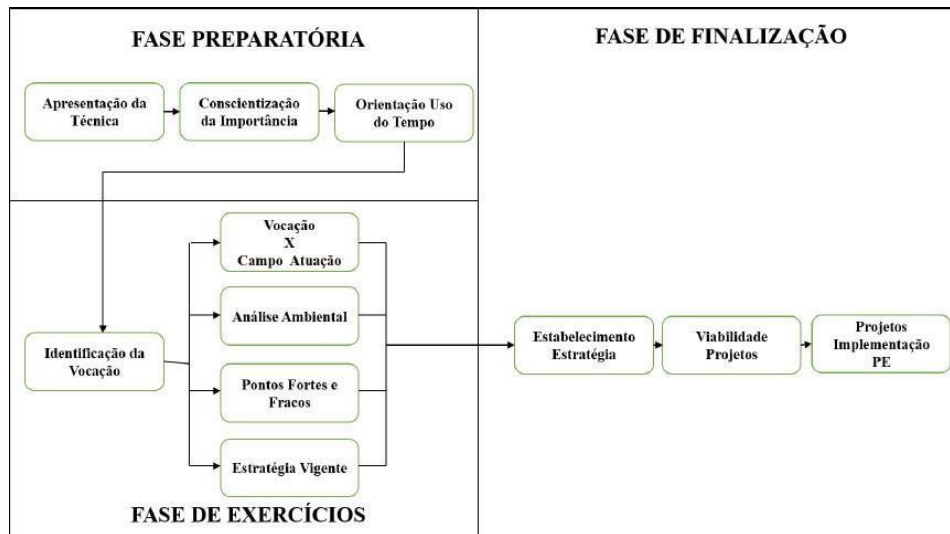 FASE PREPARATÓRIA
Apresentação da
Técnica
Conscientização
da Importância
Orientação Uso
do Tempo
Identificação da
Vocação
Vocação
X
Campo Atuação
Análise Ambiental
Pontos Fortes e
Fracos
Estratégia Vigente
FASE DE EXERCÍCIOS
FASE DE FINALIZAÇÃO
Estabelecimento
Estratégia
Viabilidade
Projetos
Projetos
Implementação
PE